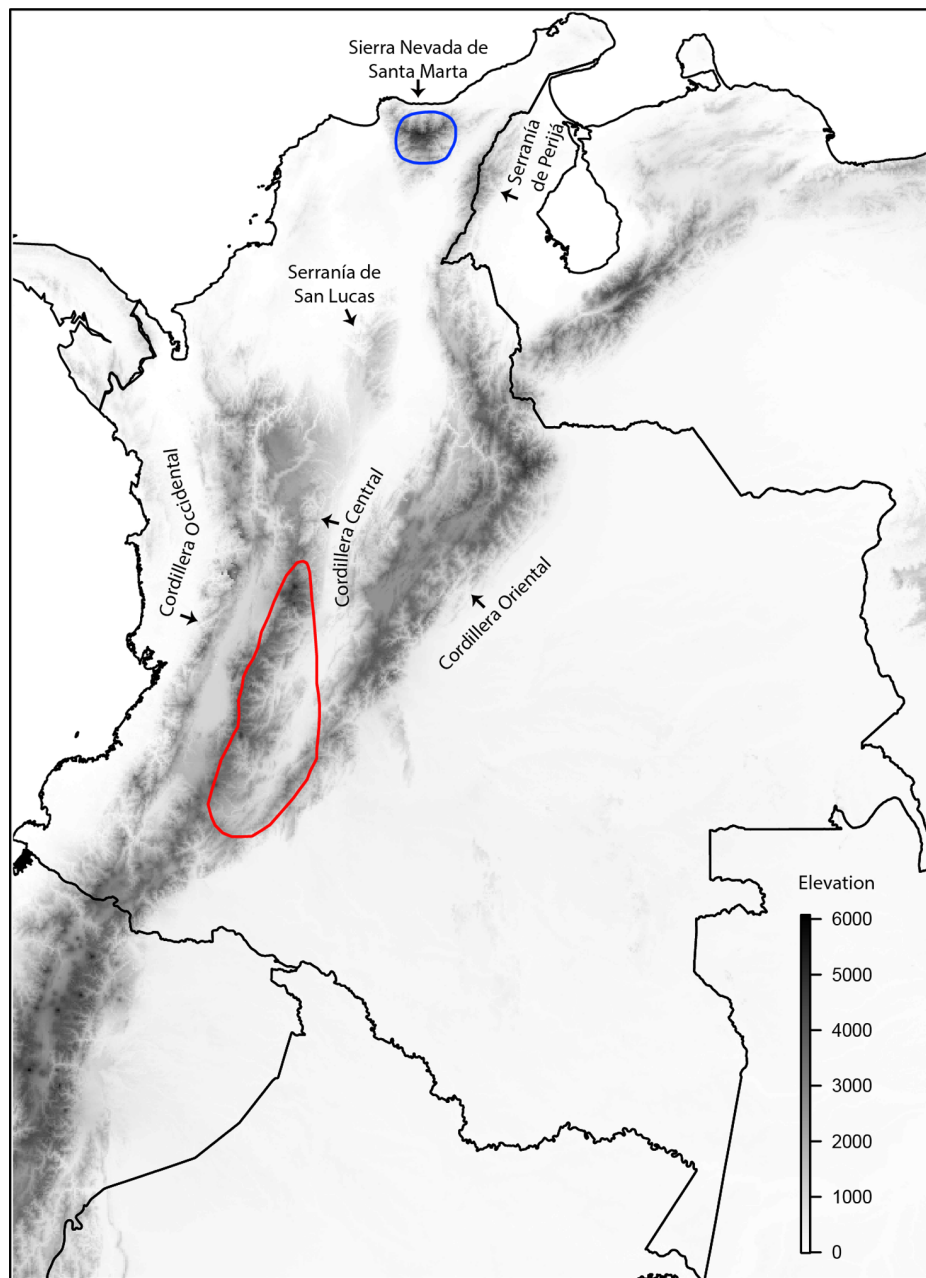 Sierra Nevada de
Santa Marta
Serranía
de Perijá
Serranía de
San Lucas
Cordillera Occidental
Cordillera Central
Cordillera Oriental
Elevation
6000
5000
4000
3000
2000
1000
0